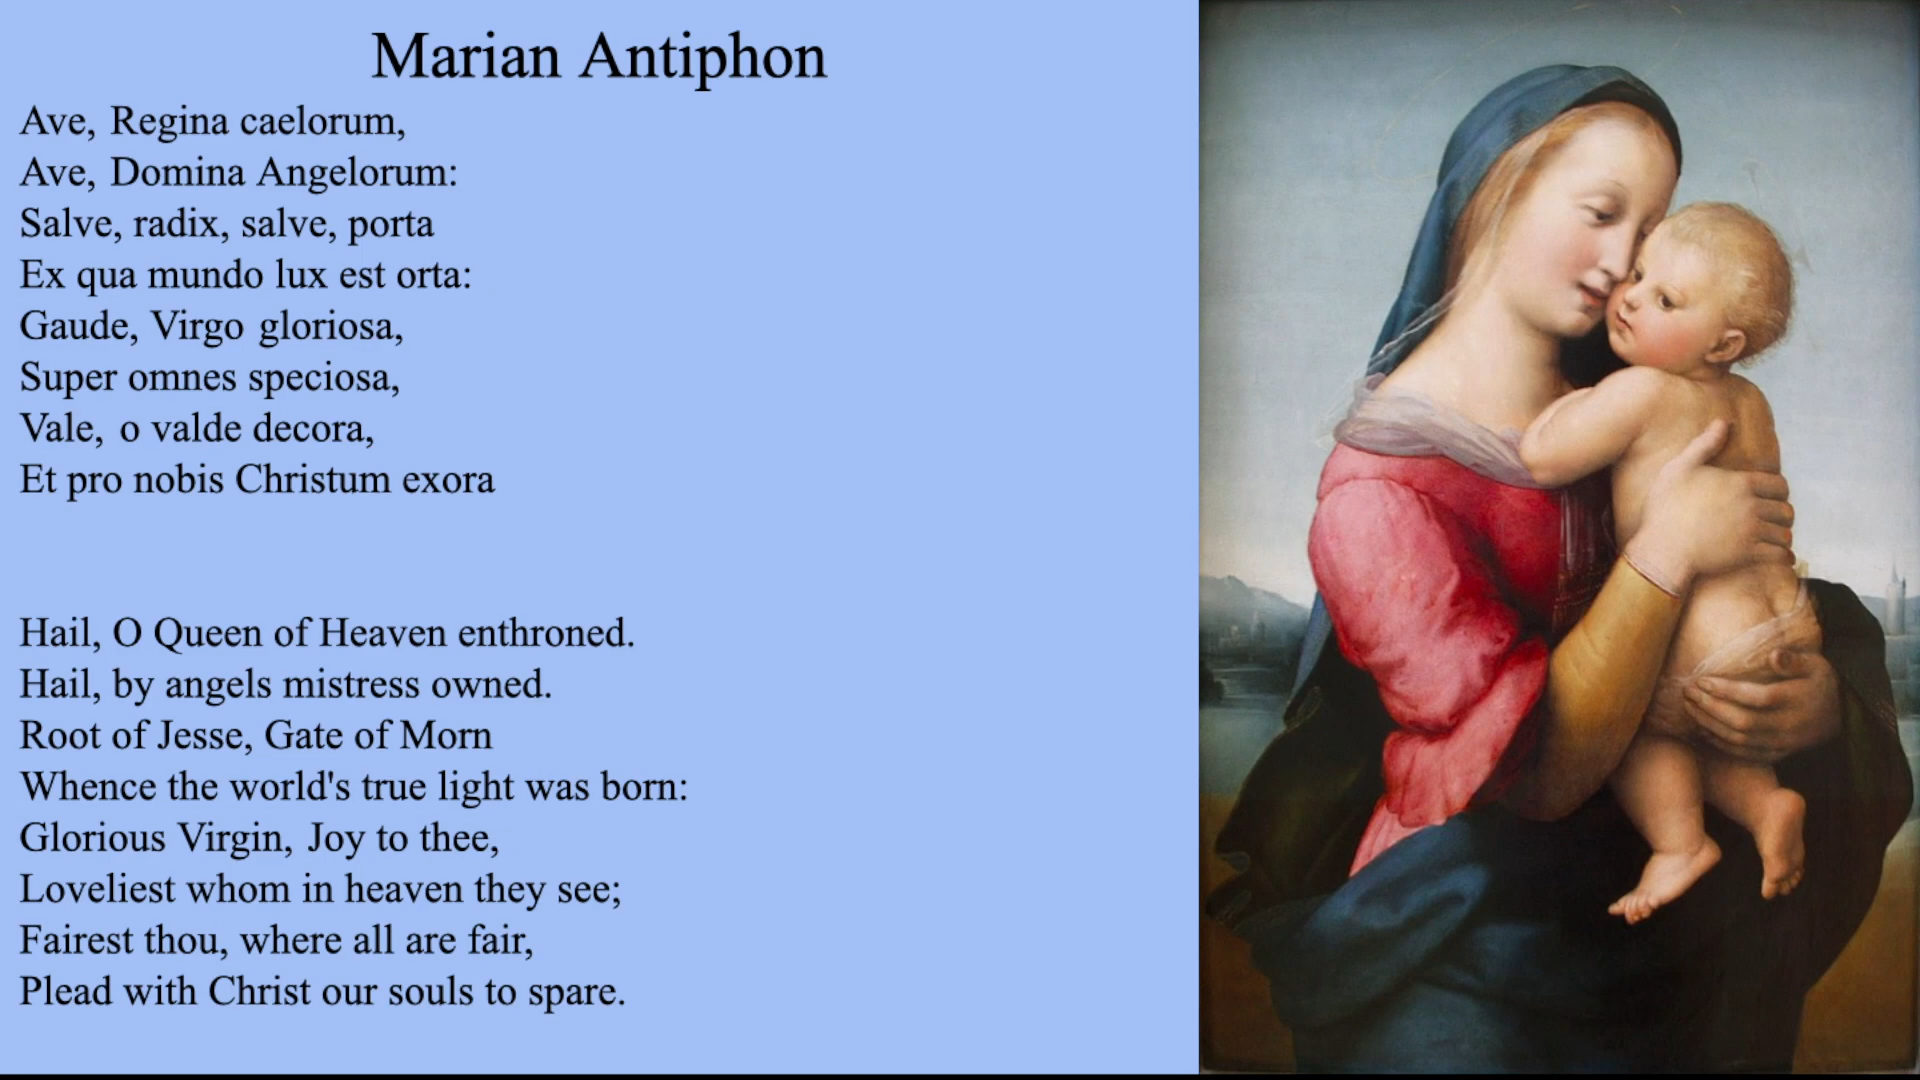 Marian Antiphon
Ave, Regina caelorum,
Ave, Domina Angelorum:
Salve, radix, salve, porta
Ex qua mundo lux est orta:
Gaude, Virgo gloriosa,
Super omnes speciosa,
Vale, o valde decora,
Et pro nobis Christum exora
Hail, O Queen of Heaven enthroned.
Hail, by angels mistress owned.
Root of Jesse, Gate of Morn
Whence the world's true light was born:
Glorious Virgin, Joy to thee,
Loveliest whom in heaven they see;
Fairest thou, where all are fair,
Plead with Christ our souls to spare.